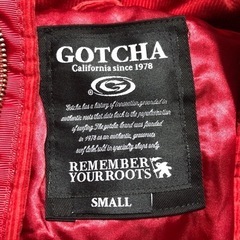 GOTCHA
California since 1978
G
Gotcha has a history of innovation, grounded in
authentic roots that date back to the popularization
of surfing. The gotcha brand was founded
in 1978 as an authentic, grassroots
surf label sold in specialty surf shops only.
REMEMBER
YOUR ROOTS
SMALL